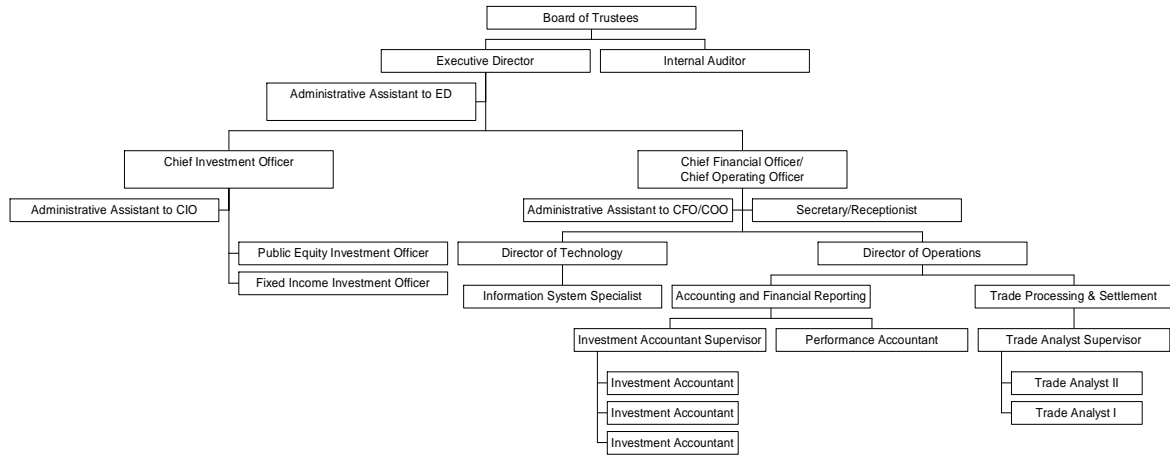 Board of Trustees
Executive Director
Internal Auditor
Administrative Assistant to ED
Chief Investment Officer
Chief Financial Officer/
Chief Operating Officer
Administrative Assistant to CIO
Administrative Assistant to CFO/COO
Secretary/Receptionist
Public Equity Investment Officer
Director of Technology
Director of Operations
Fixed Income Investment Officer
Information System Specialist
Accounting and Financial Reporting
Trade Processing & Settlement
Investment Accountant Supervisor
Performance Accountant
Trade Analyst Supervisor
Investment Accountant
Trade Analyst II
Investment Accountant
Trade Analyst I
Investment Accountant